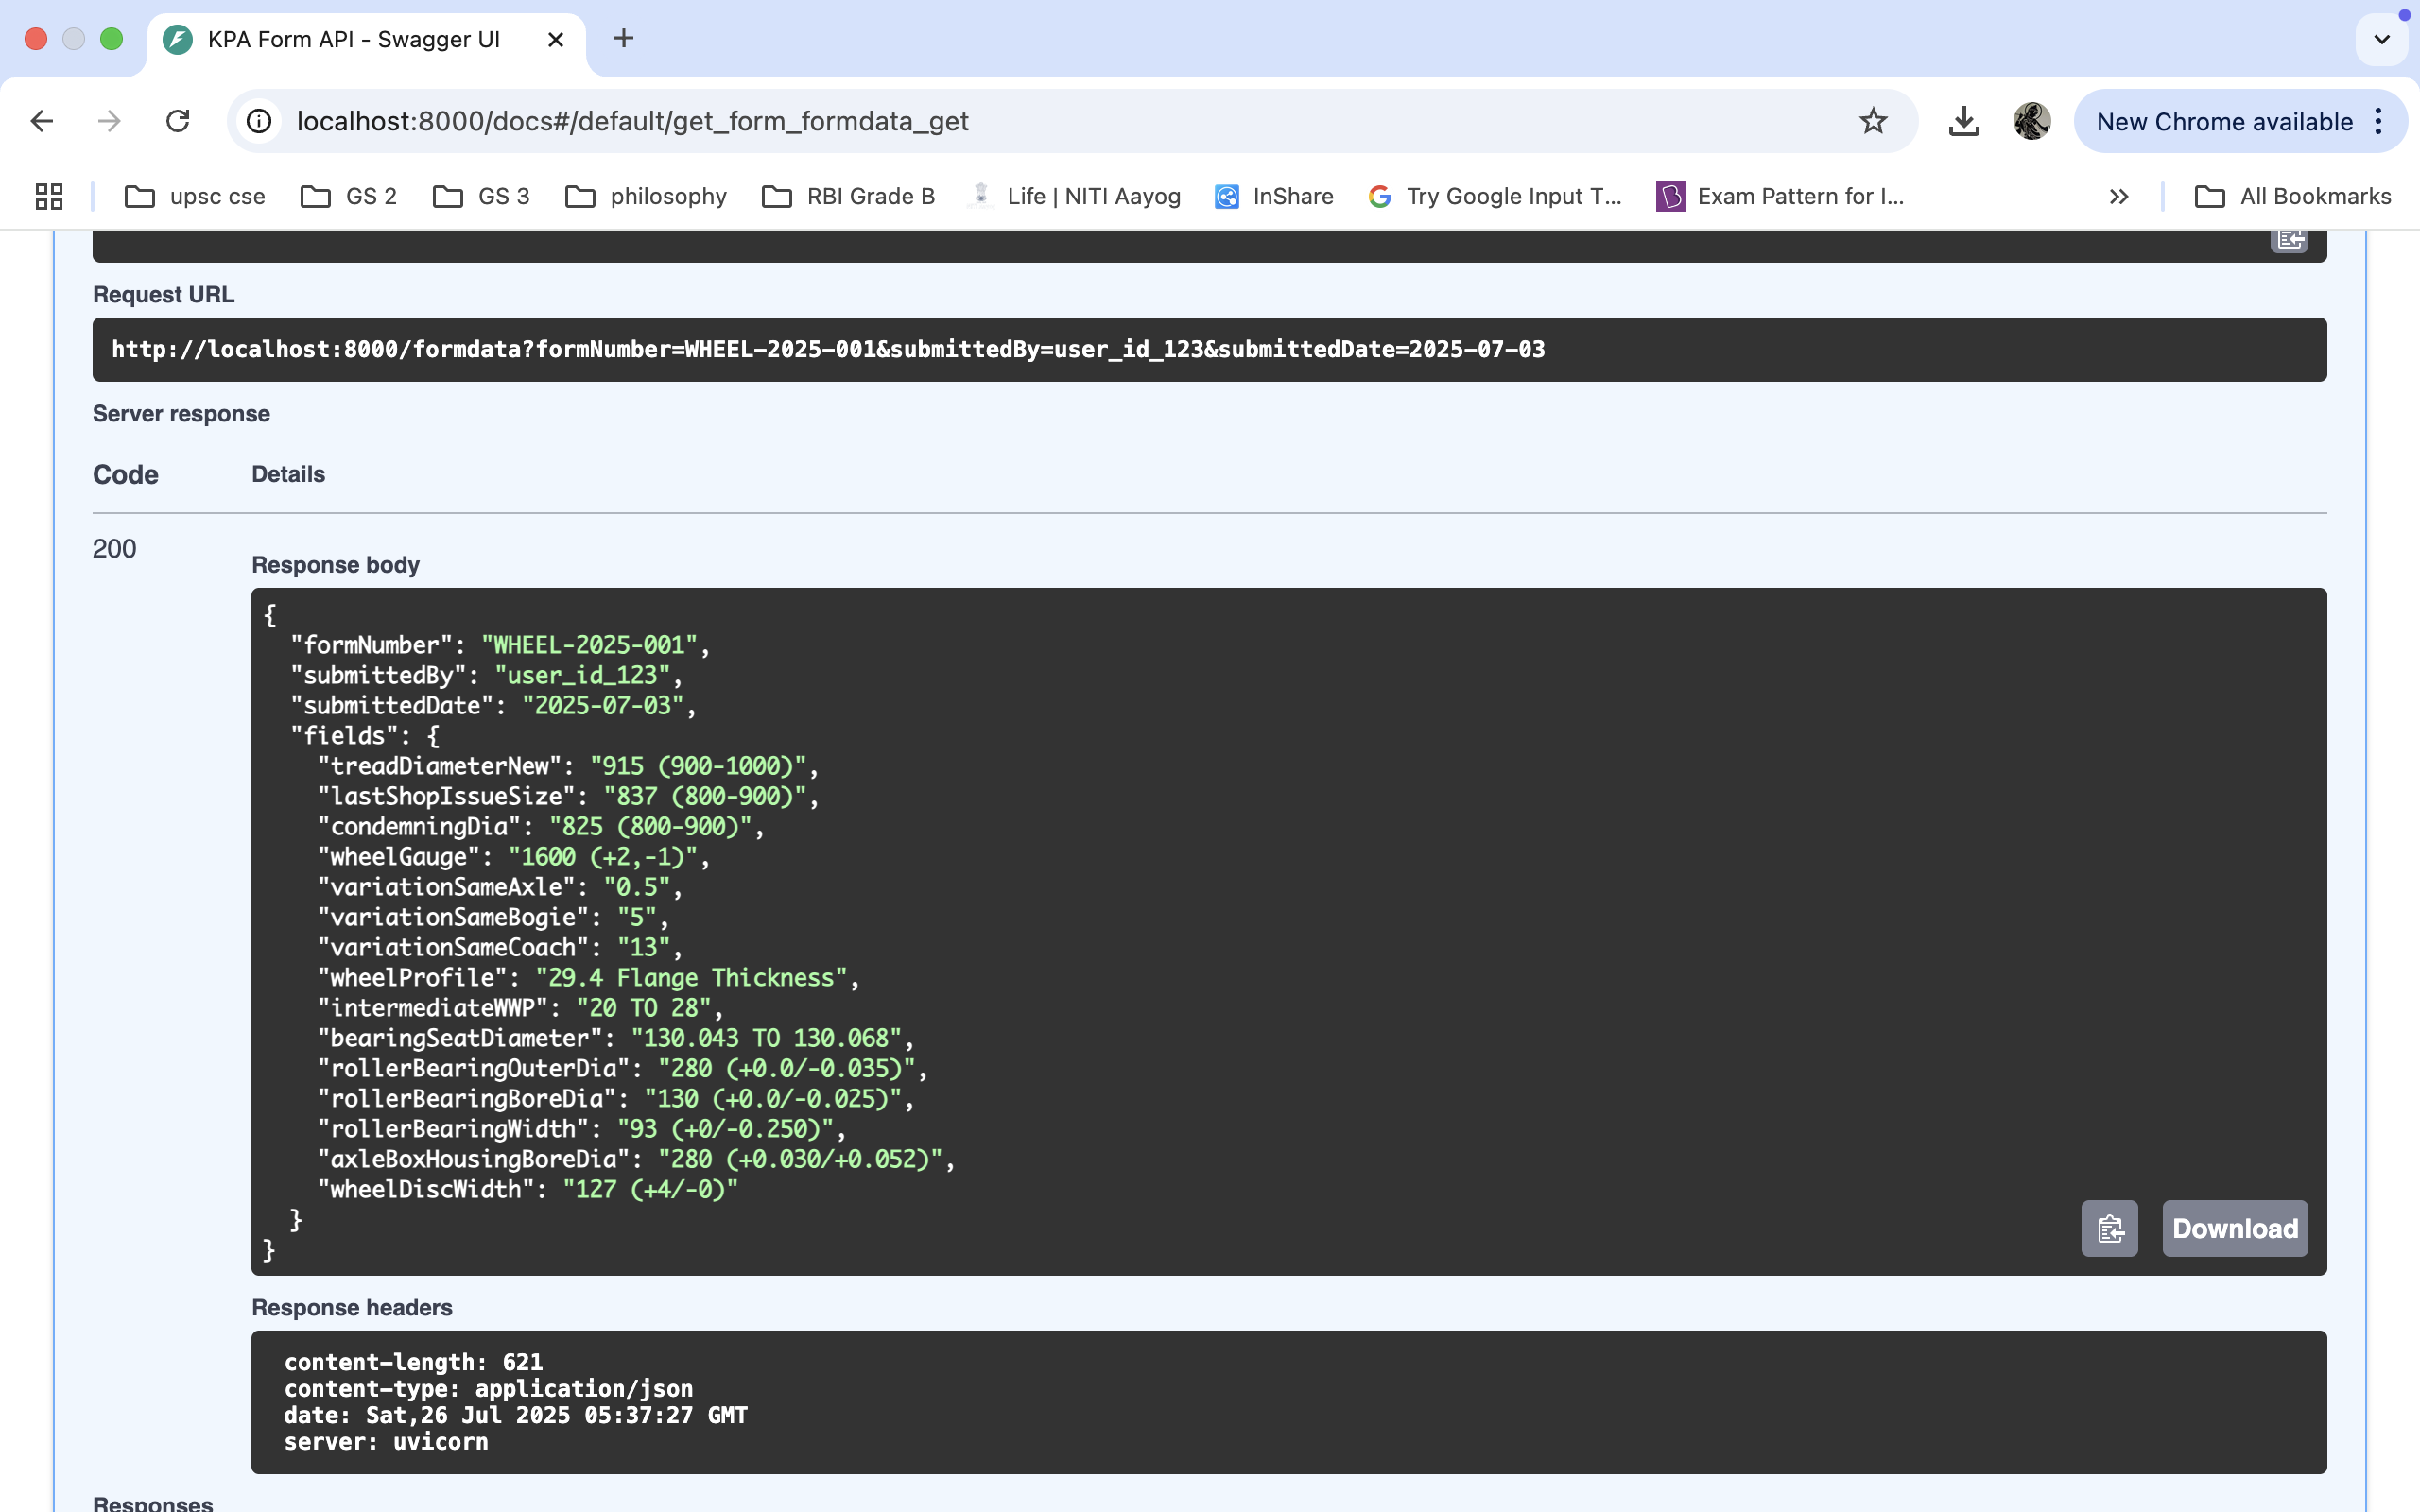 KPA Form API - Swagger UI
localhost:8000/docs#/default/get_form_formdata_get
New Chrome available
upsc cse
GS 2
GS 3
philosophy
RBI Grade B
Life | NITI Aayog
InShare
Try Google Input T...
Exam Pattern for I...
All Bookmarks
Request URL
http://localhost:8000/formdata?formNumber=WHEEL-2025-001&submittedBy=user_id_123&submittedDate=2025-07-03
Server response
Code Details
200
Response body
{
"formNumber": "WHEEL-2025-001",
"submittedBy": "user_id_123",
"submittedDate": "2025-07-03",
"fields": {
"treadDiameterNew": "915 (900-1000)",
"lastShopIssueSize": "837 (800-900)",
"condemningDia": "825 (800-900)",
"wheelGauge": "1600 (+2,-1)",
"variationSameAxle": "0.5",
"variationSameBogie": "5",
"variationSameCoach": "13",
"wheelProfile": "29.4 Flange Thickness",
"intermediateWWP": "20 TO 28",
"bearingSeatDiameter": "130.043 TO 130.068",
"rollerBearingOuterDia": "280 (+0.0/-0.035)",
"rollerBearingBoreDia": "130 (+0.0/-0.025)",
"rollerBearingWidth": "93 (+0/-0.250)",
"axleBoxHousingBoreDia": "280 (+0.030/+0.052)",
"wheelDiscWidth": "127 (+4/-0)"
}
}
Download
Response headers
content-length: 621
content-type: application/json
date: Sat,26 Jul 2025 05:37:27 GMT
server: uvicorn
Responses